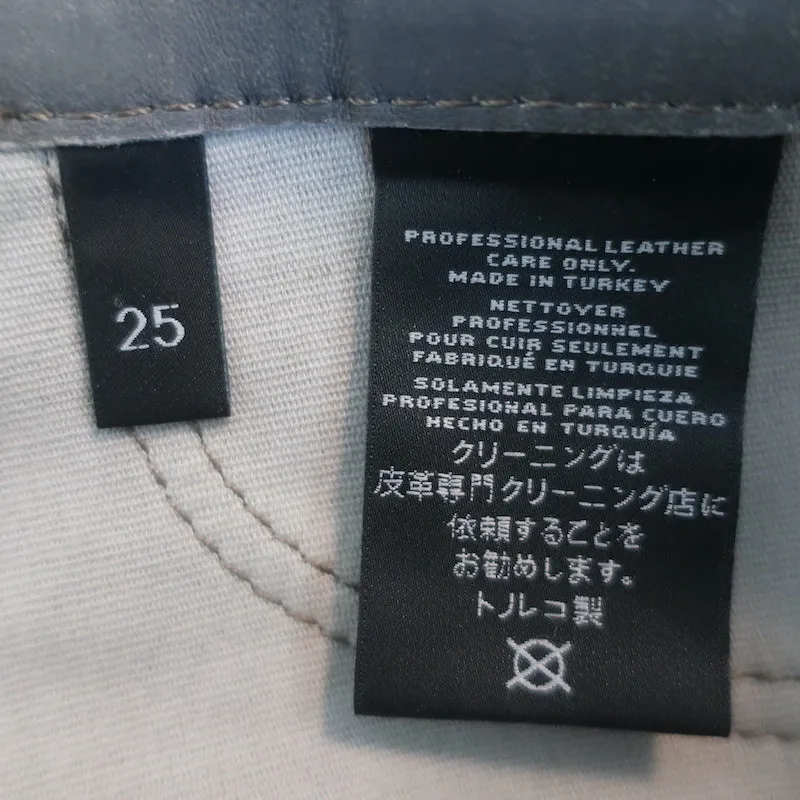 25
PROFESSIONAL LEATHER
CARE ONLY.
MADE IN TURKEY
NETTOYER
PROFESSIONNEL
POUR CUIR SEULEMENT
FABRIQUÉ EN TURQUIE
SOLAMENTE LIMPIEZA
PROFESIONAL PARA CUERO
HECHO EN TURQUÍA
クリーニングは
皮革専門クリーニング店に
依頼することを
お勧めします。
トルコ製